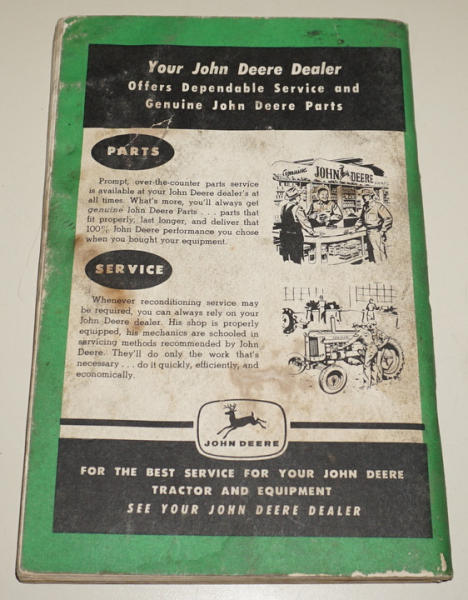 Your John Deere Dealer
Offers Dependable Service and
Genuine John Deere Parts
PARTS
Prompt, over-the-counter parts service
is available at your John Deere dealer's at
all times. What's more, you'll always get
genuine John Deere Parts . . . parts that
fit properly, last longer, and deliver that
100% John Deere performance you chose
when you bought your equipment.
GENUINE JOHN DEERE
SERVICE
Whenever reconditioning service may
be required, you can always rely on your
John Deere dealer. His shop is properly
equipped, his mechanics are schooled in
servicing methods recommended by John
Deere. They'll do only the work that's
necessary . . . do it quickly, efficiently, and
economically.
JOHN DEERE
FOR THE BEST SERVICE FOR YOUR JOHN DEERE
TRACTOR AND EQUIPMENT
SEE YOUR JOHN DEERE DEALER